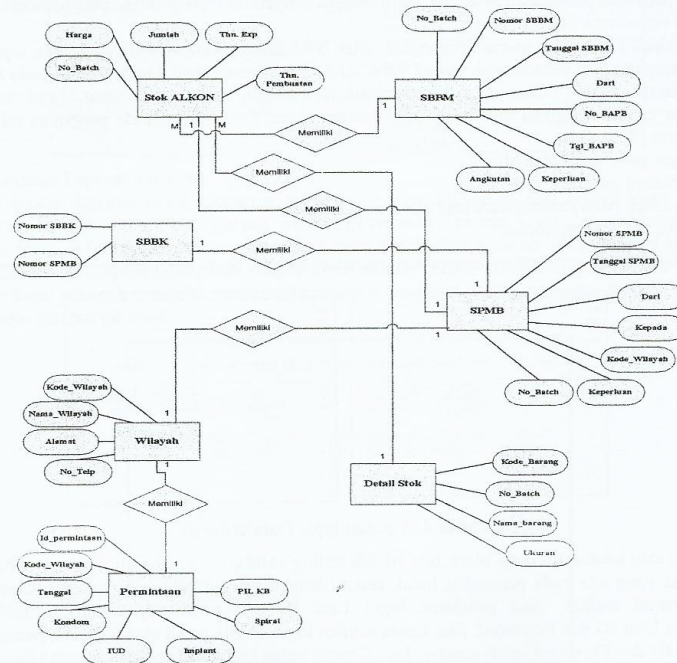 Harga
Jumlah
Thn. Exp
No_Batch
Thn.
Pembuatan
Stok ALKON
M
1
M
Memiliki
1
No_Batch
Nomor SBBM
Tanggal SBBM
Dari
No_BAPB
Tgl_BAPB
Keperluan
Angkutan
SBBM
Memiliki
Memiliki
Nomor SBBK
Nomor SPMB
SBBK
1
Memiliki
1
1
1
Nomor SPMB
Tanggal SPMB
Dari
Kepada
Kode_Wilayah
Keperluan
No_Batch
SPMB
Memiliki
1
Kode_Wilayah
Nama_Wilayah
Alamat
No_Telp
Wilayah
1
Memiliki
1
1
Detail Stok
Kode_Barang
No_Batch
Nama_barang
Ukuran
Id_permintaan
Kode_Wilayah
Tanggal
Kondom
IUD
Implant
Spiral
PIL KB
Permintaan